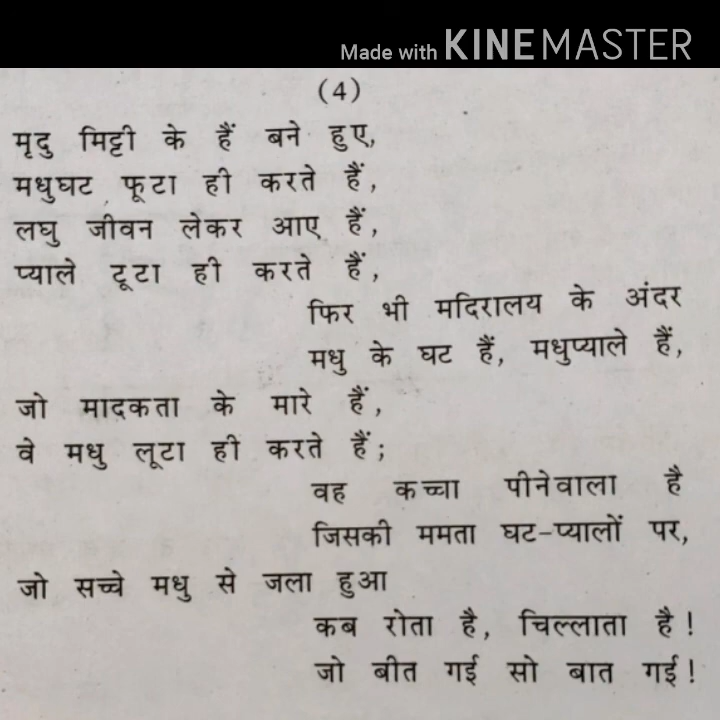 Made with KINEMASTER
(4)
मृदु मिट्टी के हैं बने हुए,
मधुघट फूटा ही करते हैं,
लघु जीवन लेकर आए हैं,
प्याले टूटा ही करते हैं,
फिर भी मदिरालय के अंदर
मधु के घट हैं, मधुप्याले हैं,
जो मादकता के मारे हैं,
वे मधु लूटा ही करते हैं;
वह कच्चा पीनेवाला है
जिसकी ममता घट-प्यालों पर,
जो सच्चे मधु से जला हुआ
कब रोता है, चिल्लाता है!
जो बीत गई सो बात गई!